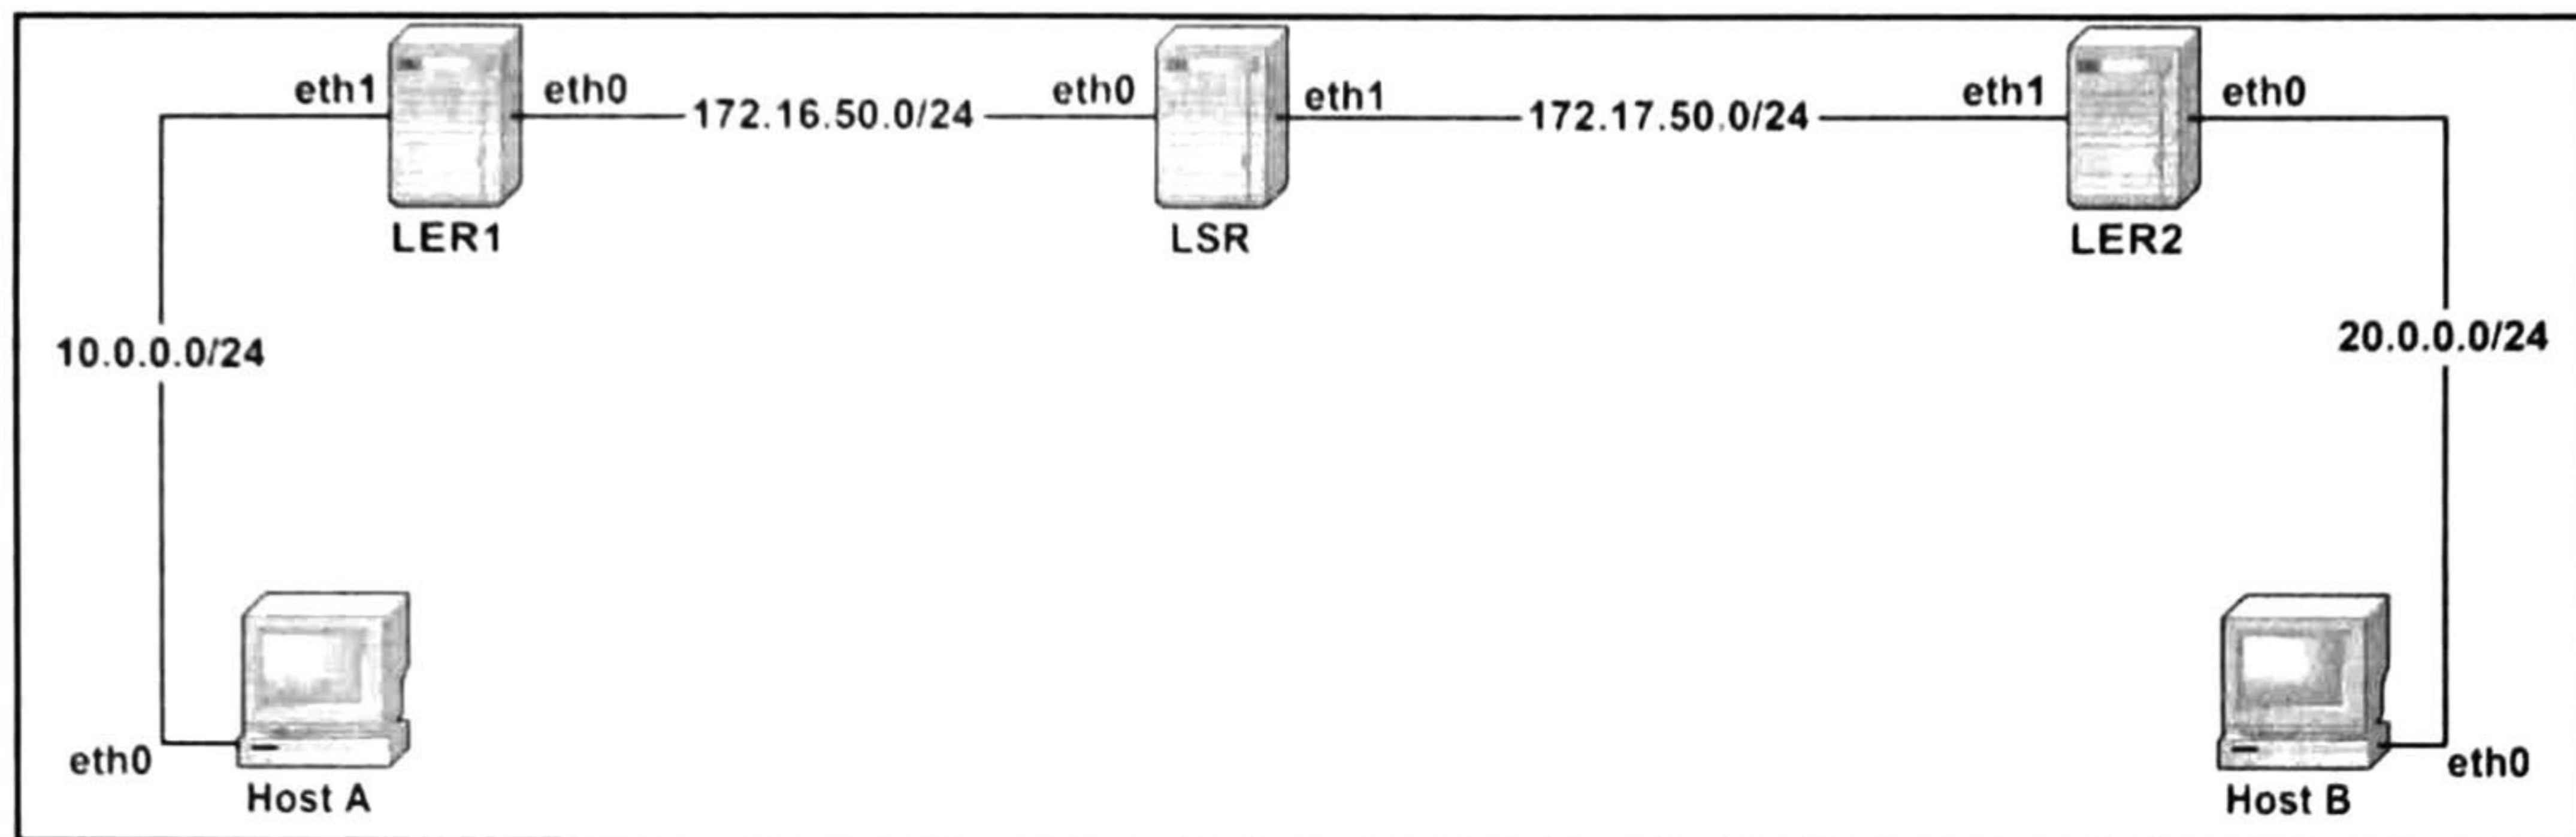 eth1
eth0
172.16.50.0/24
eth0
eth1
172.17.50.0/24
eth1
eth0
LER1
LSR
LER2
10.0.0.0/24
20.0.0.0/24
eth0
Host A
eth0
Host B